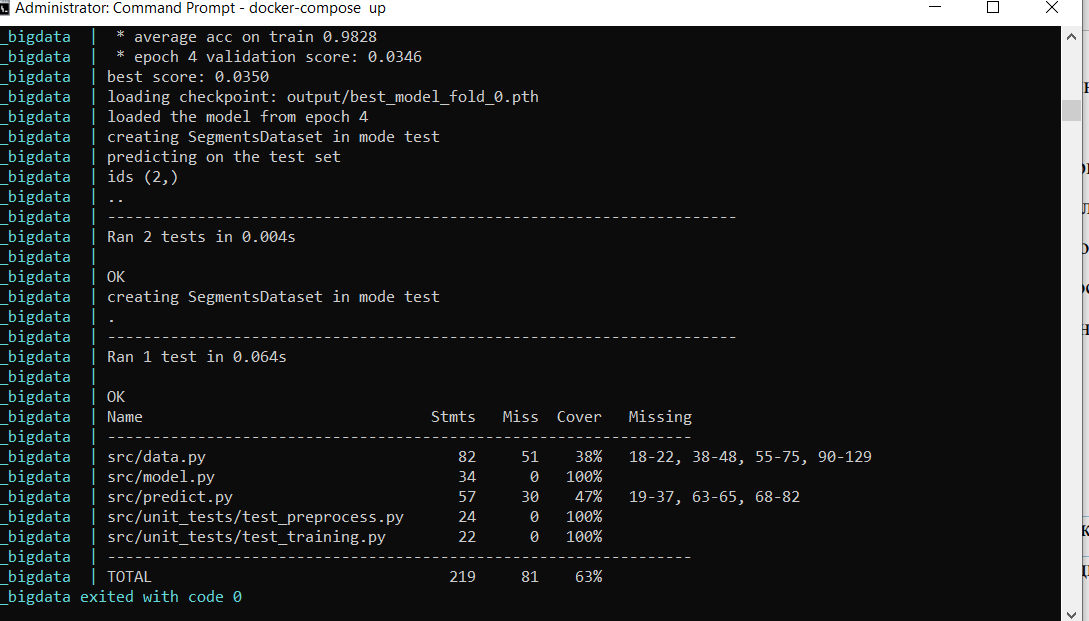 Administrator: Command Prompt - docker-compose  up
_bigdata  |  * average acc on train 0.9828
_bigdata  |  * epoch 4 validation score: 0.0346
_bigdata  | best score: 0.0350
_bigdata  | loading checkpoint: output/best_model_fold_0.pth
_bigdata  | loaded the model from epoch 4
_bigdata  | creating SegmentsDataset in mode test
_bigdata  | predicting on the test set
_bigdata  | ids (2,)
_bigdata  | ..
_bigdata  | ----------------------------------------------------------------------
_bigdata  | Ran 2 tests in 0.004s
_bigdata  |
_bigdata  | OK
_bigdata  | creating SegmentsDataset in mode test
_bigdata  | .
_bigdata  | ----------------------------------------------------------------------
_bigdata  | Ran 1 test in 0.064s
_bigdata  |
_bigdata  | OK
_bigdata  | Name                                Stmts   Miss  Cover   Missing
_bigdata  | -----------------------------------------------------------------
_bigdata  | src/data.py                            82     51    38%   18-22, 38-48, 55-75, 90-129
_bigdata  | src/model.py                           34      0   100%
_bigdata  | src/predict.py                         57     30    47%   19-37, 63-65, 68-82
_bigdata  | src/unit_tests/test_preprocess.py      24      0   100%
_bigdata  | src/unit_tests/test_training.py        22      0   100%
_bigdata  | -----------------------------------------------------------------
_bigdata  | TOTAL                                 219     81    63%
_bigdata exited with code 0